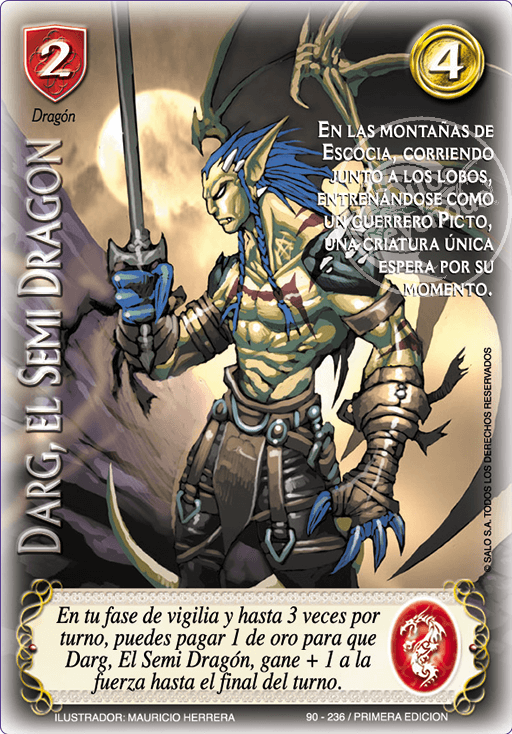 2
Dragón
4
EN LAS MONTAÑAS DE
ESCOCIA, CORRIENDO
JUNTO A LOS LOBOS,
ENTRENÁNDOSE COMO
UN GUERRERO PICTO,
UNA CRIATURA ÚNICA
ESPERA POR SU
MOMENTO.
DARG, EL SEMI DRAGON
© SALO S.A. TODOS LOS DERECHOS RESERVADOS
En tu fase de vigilia y hasta 3 veces por
turno, puedes pagar 1 de oro para que
Darg, El Semi Dragón, gane + 1 a la
fuerza hasta el final del turno.
ILUSTRADOR: MAURICIO HERRERA
90 - 236 / PRIMERA EDICION